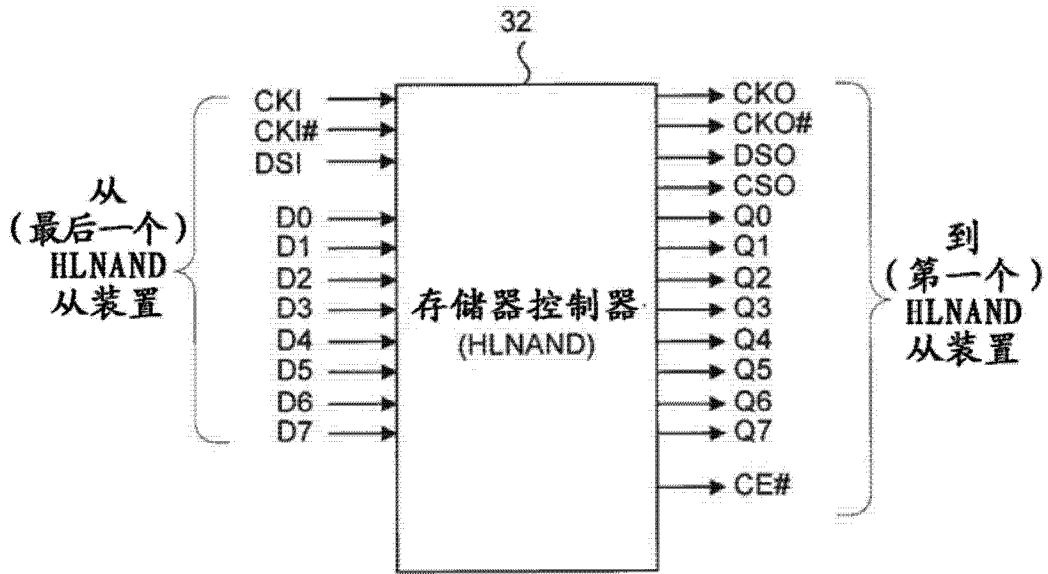 32
从
(最后一个)
HLNAND
从装置
CKI
CKI#
DSI
D0
D1
D2
D3
D4
D5
D6
D7
存储器控制器
(HLNAND)
CKO
CKO#
DSO
CSO
Q0
Q1
Q2
Q3
Q4
Q5
Q6
Q7
CE#
到
(第一个)
HLNAND
从装置